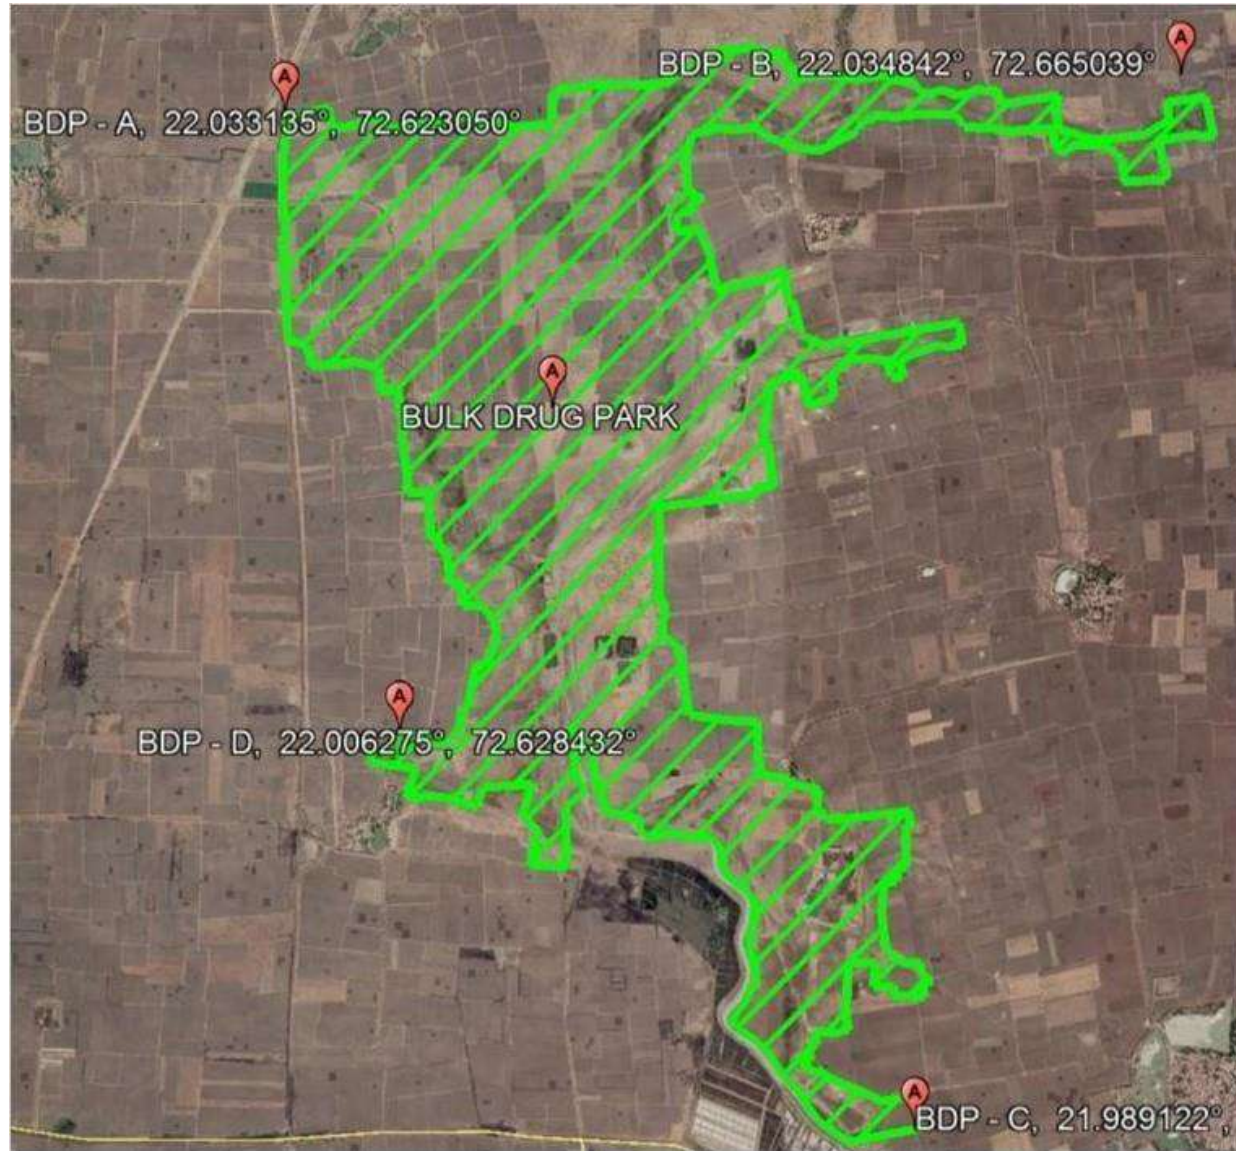 BDP - B, 22.034842°, 72.665039°
BDP - A, 22.033135°, 72.623050°
BULK DRUG PARK
BDP - D, 22.006275°, 72.628432°
BDP - C, 21.989122°,